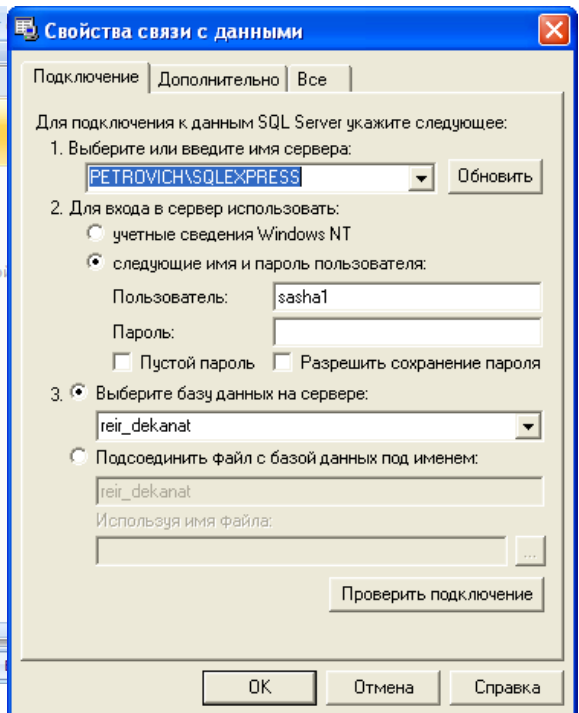 Свойства связи с данными
Подключение Дополнительно Все
Для подключения к данным SQL Server укажите следующее:
1. Выберите или введите имя сервера:
PETROVICH\SQLEXPRESS Обновить
2. Для входа в сервер использовать:
учетные сведения Windows NT
следующие имя и пароль пользователя:
Пользователь: sasha1
Пароль:
Пустой пароль Разрешить сохранение пароля
3. Выберите базу данных на сервере:
reir_dekanat
Подсоединить файл с базой данных под именем:
reir_dekanat
Используя имя файла:
...
Проверить подключение
OK Отмена Справка